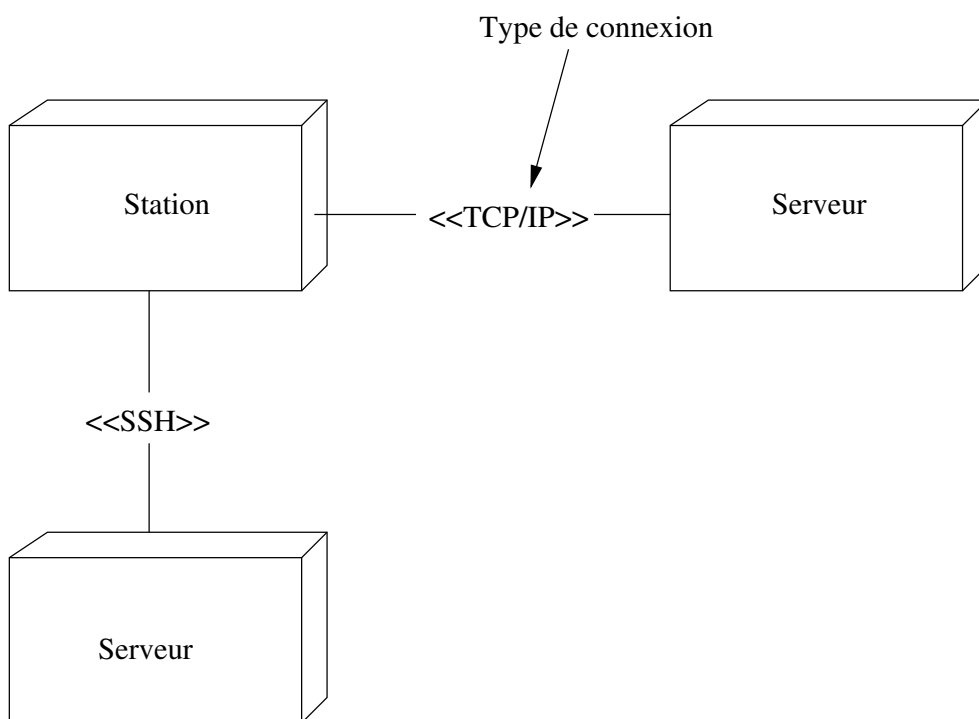 Type de connexion
Station
<<TCP/IP>>
Serveur
<<SSH>>
Serveur